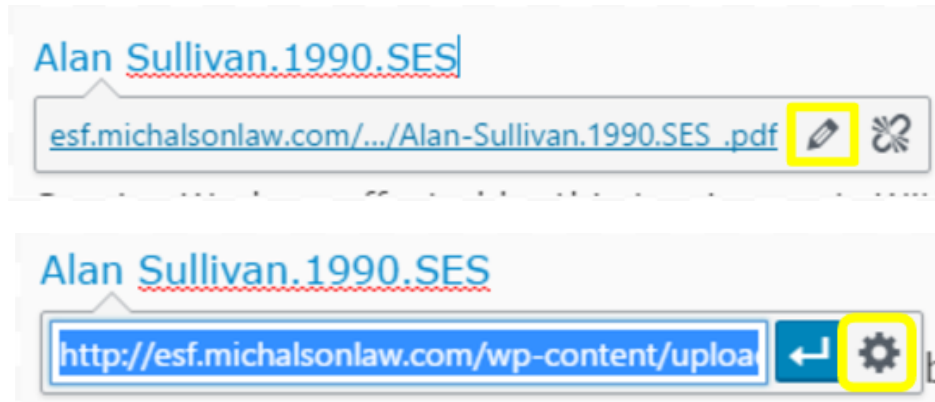 Alan Sullivan.1990.SES
esf.michalsonlaw.com/.../Alan-Sullivan.1990.SES_.pdf
Alan Sullivan.1990.SES
http://esf.michalsonlaw.com/wp-content/uploa